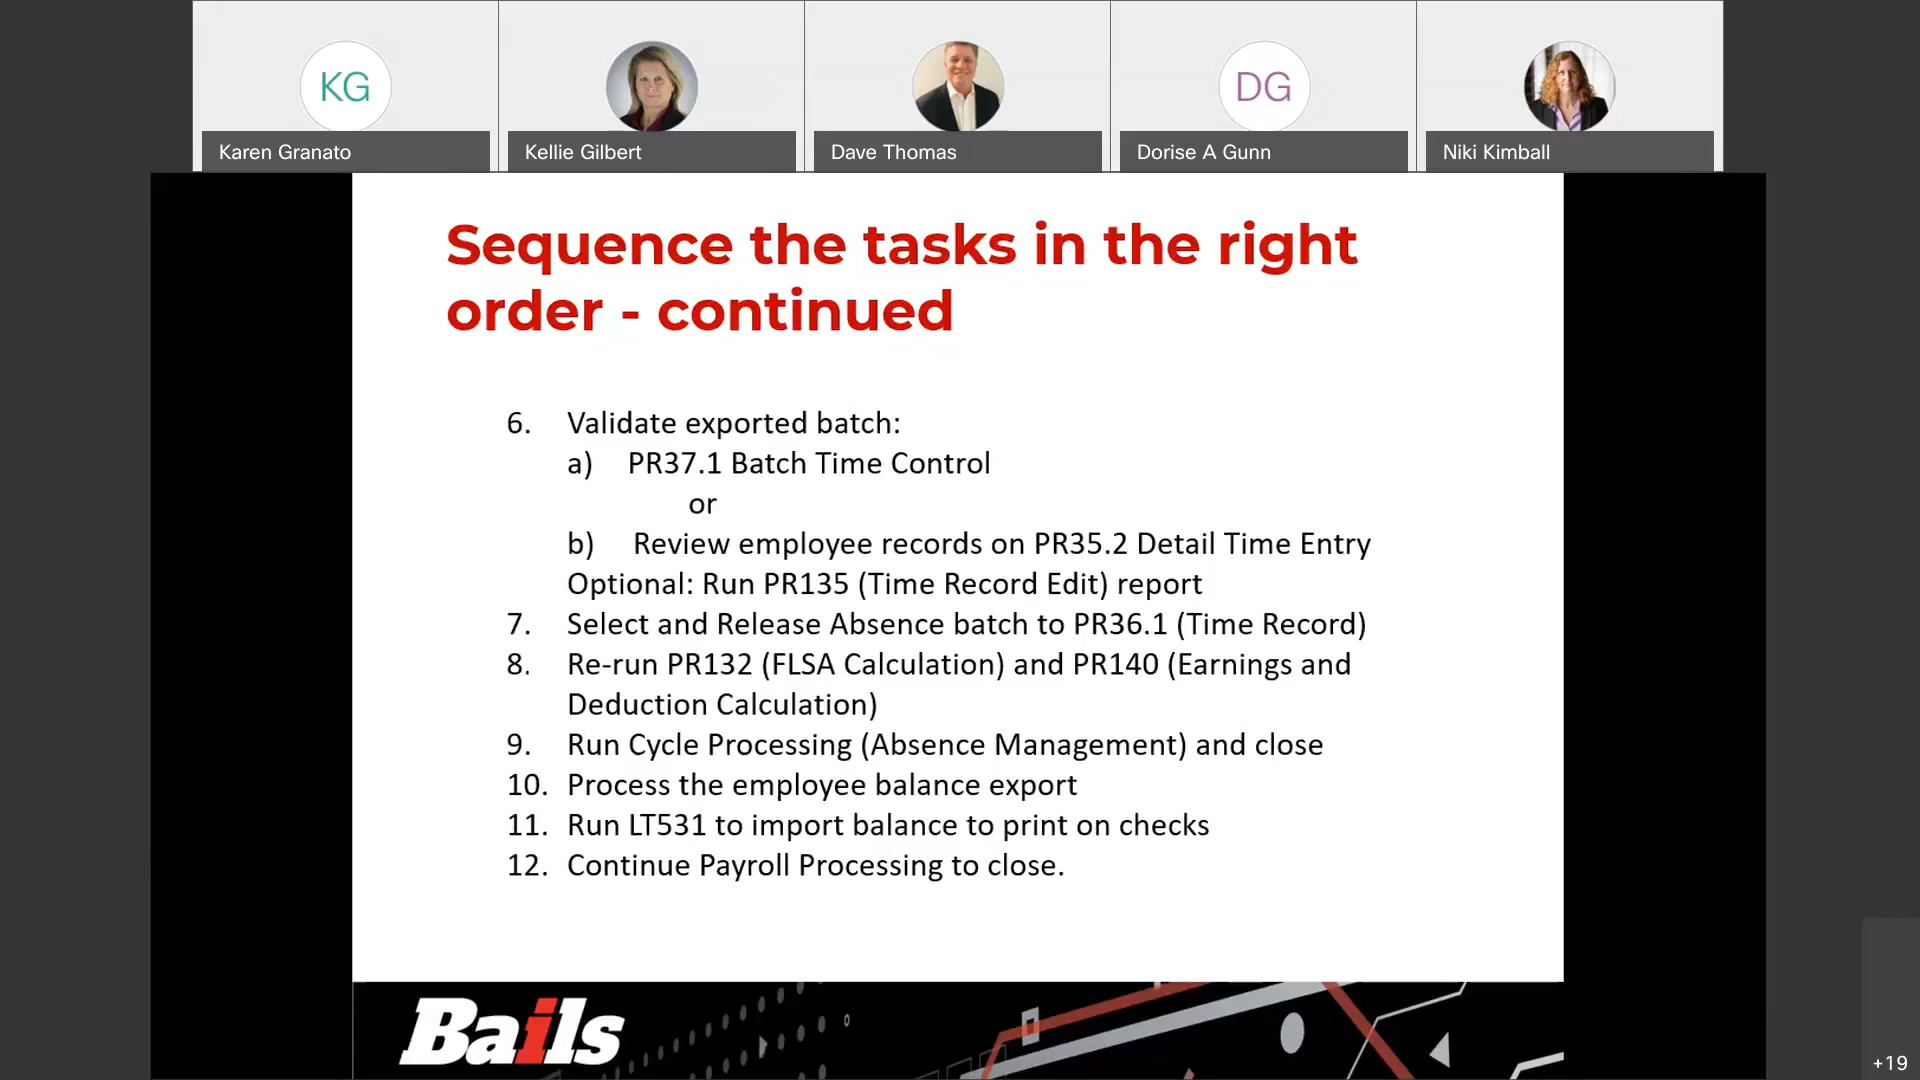 KG
DG
Karen Granato
Kellie Gilbert
Dave Thomas
Dorise A Gunn
Niki Kimball
Sequence the tasks in the right
order - continued
6. Validate exported batch:
a) PR37.1 Batch Time Control
or
b) Review employee records on PR35.2 Detail Time Entry
Optional: Run PR135 (Time Record Edit) report
7. Select and Release Absence batch to PR36.1 (Time Record)
8. Re-run PR132 (FLSA Calculation) and PR140 (Earnings and
Deduction Calculation)
9. Run Cycle Processing (Absence Management) and close
10. Process the employee balance export
11. Run LT531 to import balance to print on checks
12. Continue Payroll Processing to close.
Bails
+19